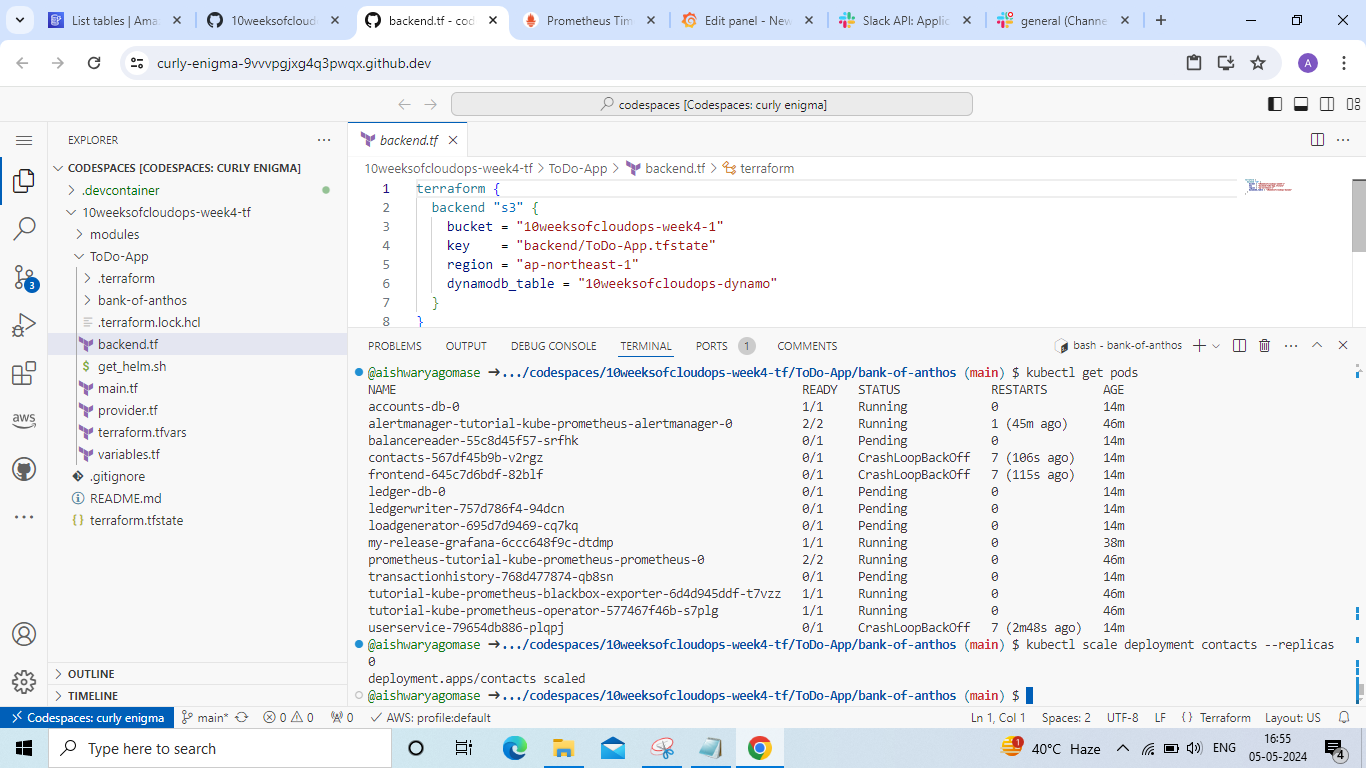 List tables | Ama
10weeksofcloud
backend.tf - cod
Prometheus Tim
Edit panel - New
Slack API: Applic
general (Channe
curly-enigma-9vvvpgjxg4q3pwqx.github.dev
A
codespaces [Codespaces: curly enigma]
EXPLORER
CODESPACES [CODESPACES: CURLY ENIGMA]
.devcontainer
10weeksofcloudops-week4-tf
modules
ToDo-App
.terraform
bank-of-anthos
.terraform.lock.hcl
backend.tf
$ get_helm.sh
main.tf
provider.tf
terraform.tfvars
variables.tf
.gitignore
README.md
{} terraform.tfstate
OUTLINE
TIMELINE
3
aws
backend.tf
10weeksofcloudops-week4-tf > ToDo-App > backend.tf > terraform
1 terraform {
2 backend "s3" {
3 bucket = "10weeksofcloudops-week4-1"
4 key    = "backend/ToDo-App.tfstate"
5 region = "ap-northeast-1"
6 dynamodb_table = "10weeksofcloudops-dynamo"
7 }
8 }
PROBLEMS OUTPUT DEBUG CONSOLE TERMINAL PORTS 1 COMMENTS
bash - bank-of-anthos
@aishwaryagomase →.../codespaces/10weeksofcloudops-week4-tf/ToDo-App/bank-of-anthos (main) $ kubectl get pods
NAME READY STATUS RESTARTS AGE
accounts-db-0 1/1 Running 0 14m
alertmanager-tutorial-kube-prometheus-alertmanager-0 2/2 Running 1 (45m ago) 46m
balancereader-55c8d45f57-srfhk 0/1 Pending 0 14m
contacts-567df45b9b-v2rgz 0/1 CrashLoopBackOff 7 (106s ago) 14m
frontend-645c7d6bdf-82blf 0/1 CrashLoopBackOff 7 (115s ago) 14m
ledger-db-0 0/1 Pending 0 14m
ledgerwriter-757d786f4-94dcn 0/1 Pending 0 14m
loadgenerator-695d7d9469-cq7kq 0/1 Pending 0 14m
my-release-grafana-6ccc648f9c-dtdmp 1/1 Running 0 38m
prometheus-tutorial-kube-prometheus-prometheus-0 2/2 Running 0 46m
transactionhistory-768d477874-qb8sn 0/1 Pending 0 14m
tutorial-kube-prometheus-blackbox-exporter-6d4d945ddf-t7vzz 1/1 Running 0 46m
tutorial-kube-prometheus-operator-577467f46b-s7plg 1/1 Running 0 46m
userservice-79654db886-plqpj 0/1 CrashLoopBackOff 7 (2m48s ago) 14m
@aishwaryagomase →.../codespaces/10weeksofcloudops-week4-tf/ToDo-App/bank-of-anthos (main) $ kubectl scale deployment contacts --replicas
0
deployment.apps/contacts scaled
@aishwaryagomase →.../codespaces/10weeksofcloudops-week4-tf/ToDo-App/bank-of-anthos (main) $
Codespaces: curly enigma main* 0 0 0 AWS: profile:default Ln 1, Col 1 Spaces: 2 UTF-8 LF {} Terraform Layout: US
Type here to search
1 40°C Haze ENG 16:55
05-05-2024
4